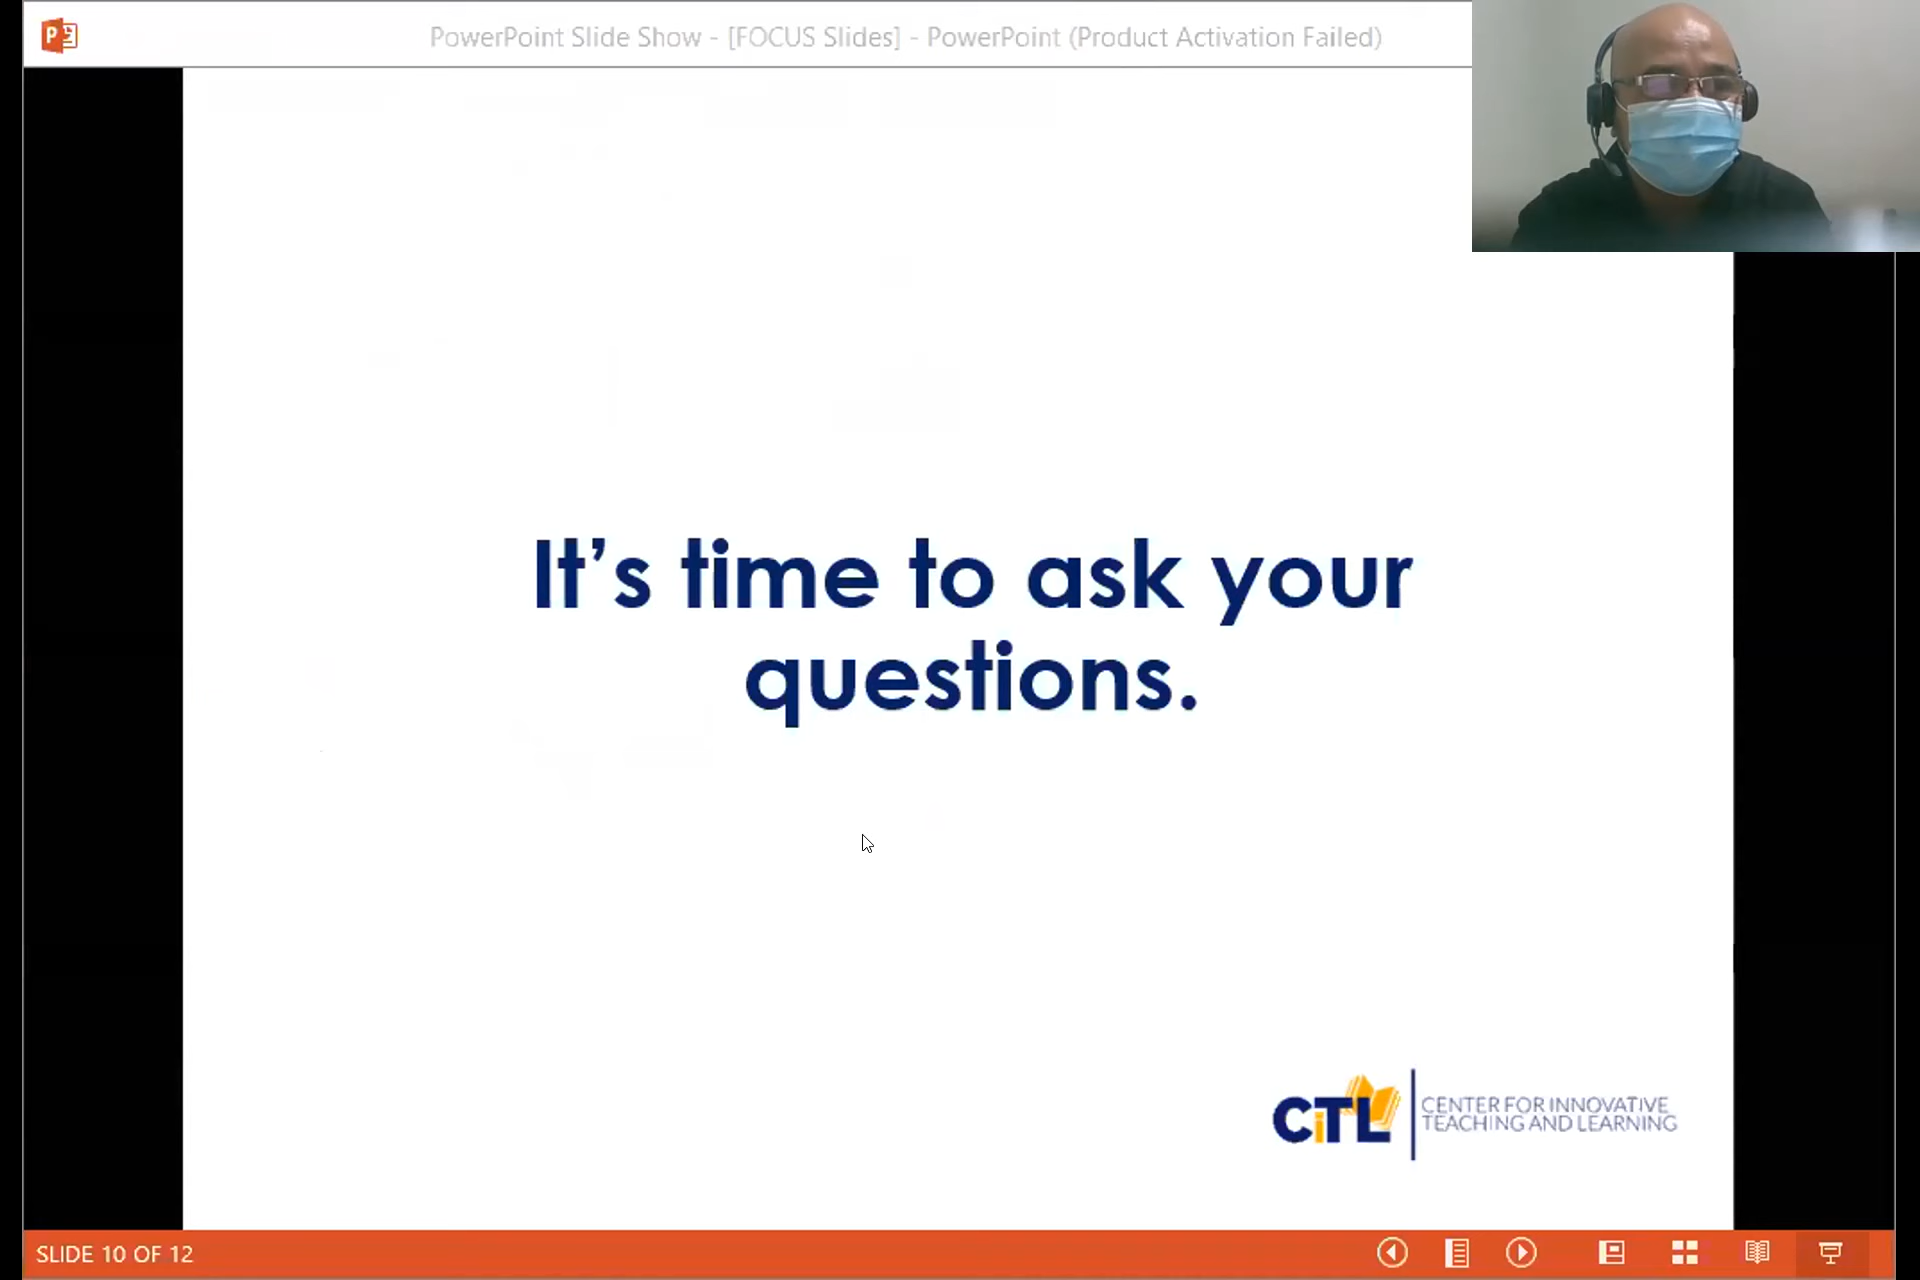 PowerPoint Slide Show - [FOCUS Slides] - PowerPoint (Product Activation Failed)
It's time to ask your
questions.
CiTL
CENTER FOR INNOVATIVE
TEACHING AND LEARNING
SLIDE 10 OF 12